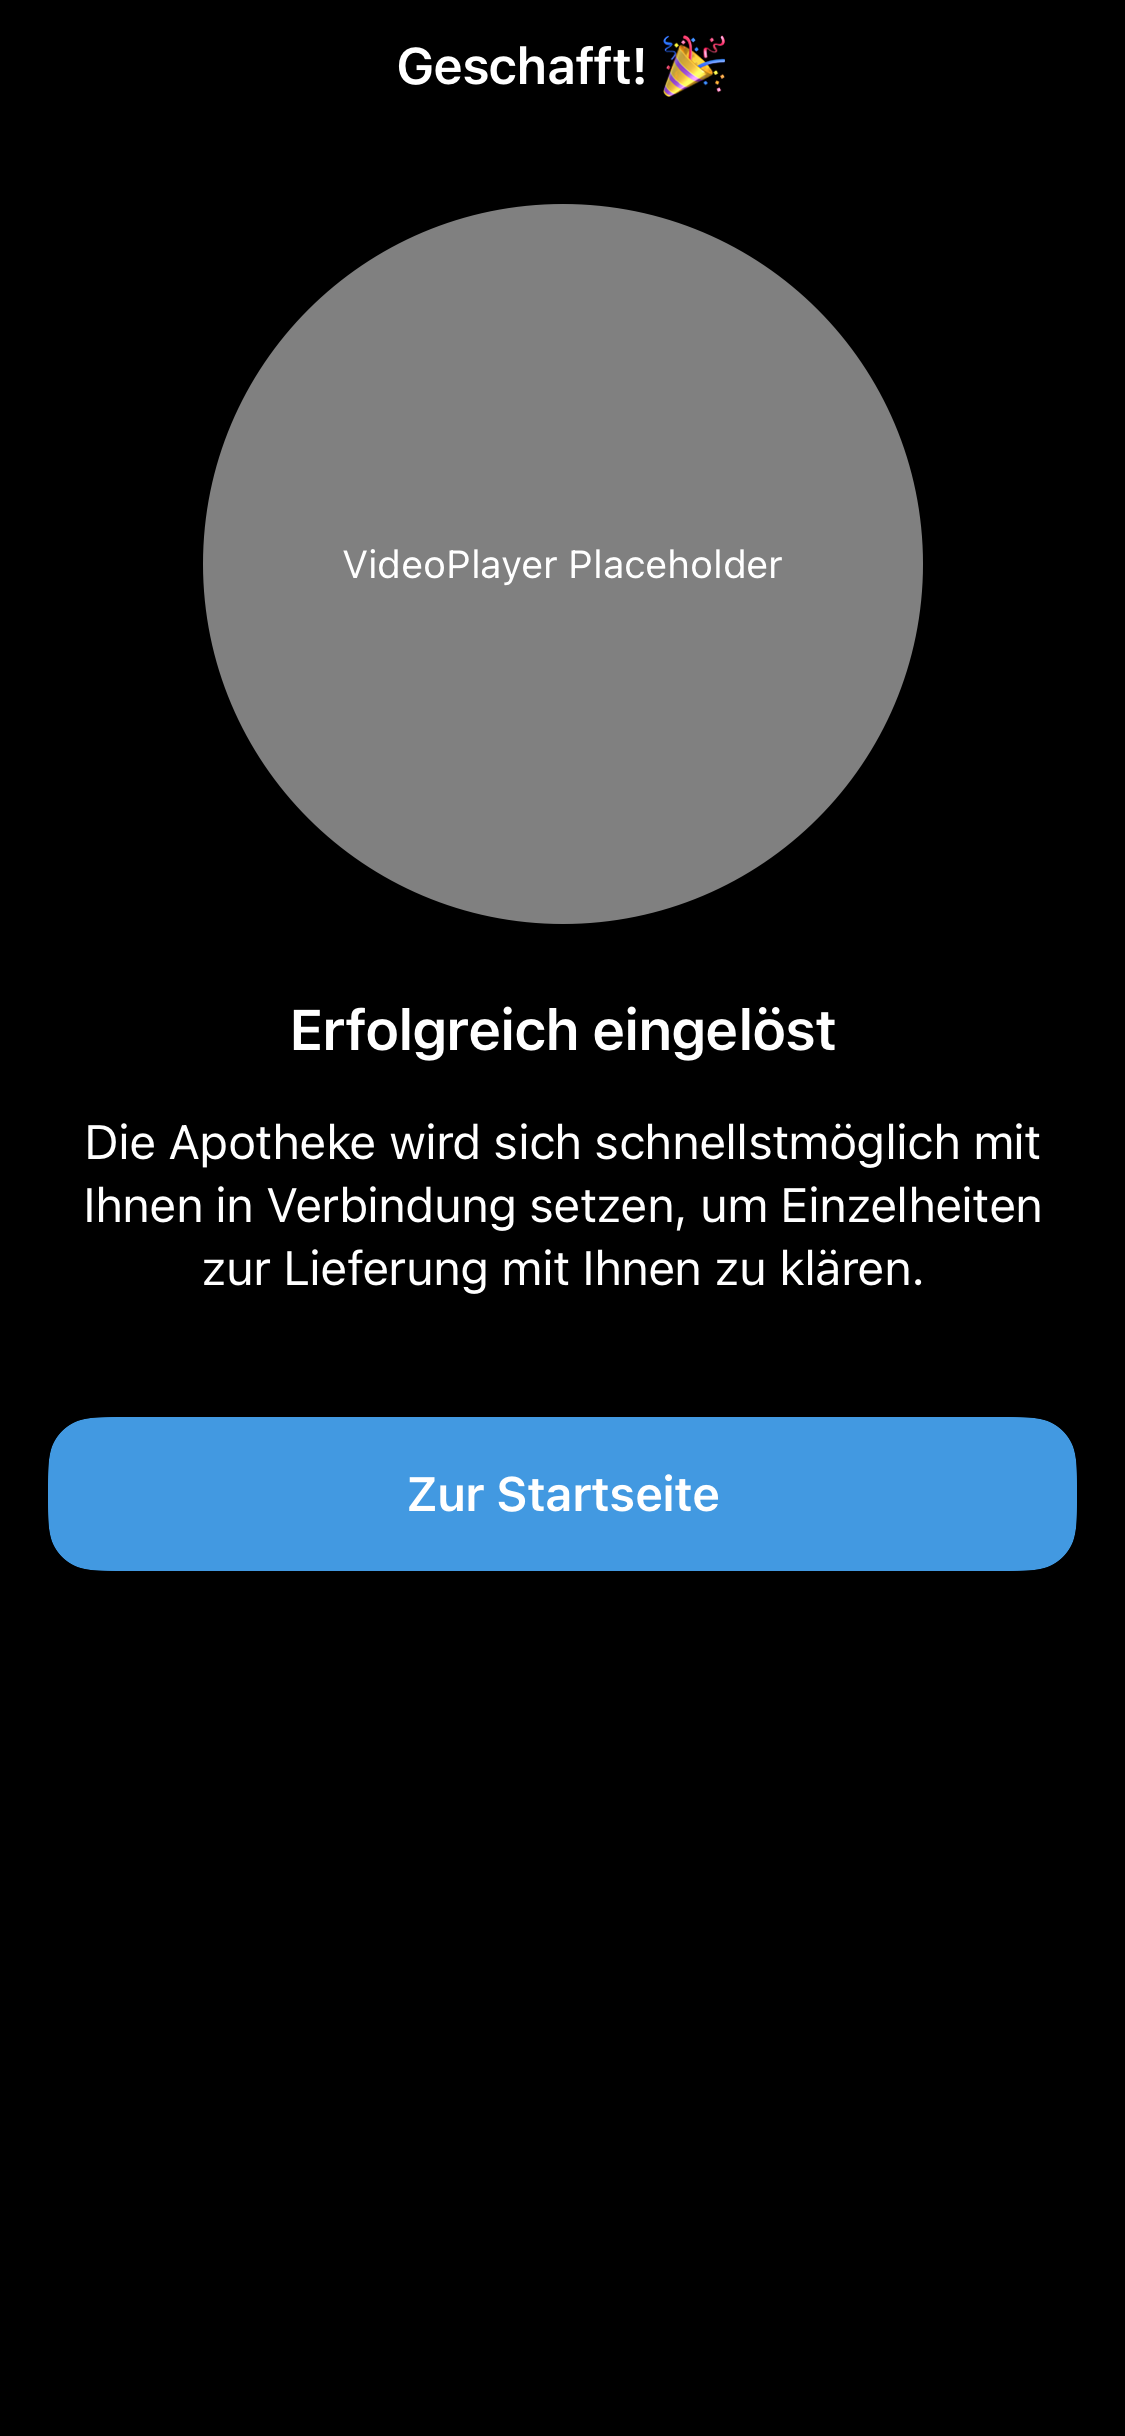 Geschafft! 🎉
VideoPlayer Placeholder
Erfolgreich eingelöst
Die Apotheke wird sich schnellstmöglich mit
Ihnen in Verbindung setzen, um Einzelheiten
zur Lieferung mit Ihnen zu klären.
Zur Startseite